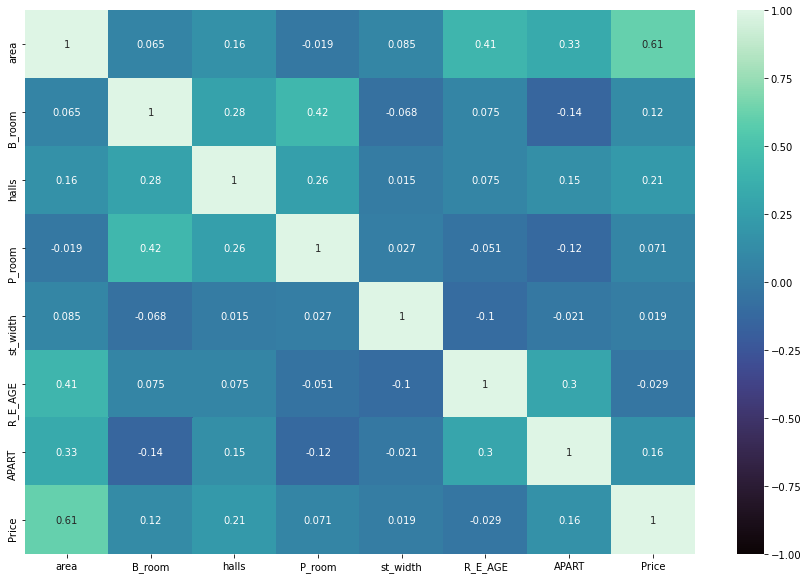 area 1 0.065 0.16 -0.019 0.085 0.41 0.33 0.61
B_room 0.065 1 0.28 0.42 -0.068 0.075 -0.14 0.12
halls 0.16 0.28 1 0.26 0.015 0.075 0.15 0.21
P_room -0.019 0.42 0.26 1 0.027 -0.051 -0.12 0.071
st_width 0.085 -0.068 0.015 0.027 1 -0.1 -0.021 0.019
R_E_AGE 0.41 0.075 0.075 -0.051 -0.1 1 0.3 -0.029
APART 0.33 -0.14 0.15 -0.12 -0.021 0.3 1 0.16
Price 0.61 0.12 0.21 0.071 0.019 -0.029 0.16 1
area B_room halls P_room st_width R_E_AGE APART Price
1.00
0.75
0.50
0.25
0.00
−0.25
−0.50
−0.75
−1.00